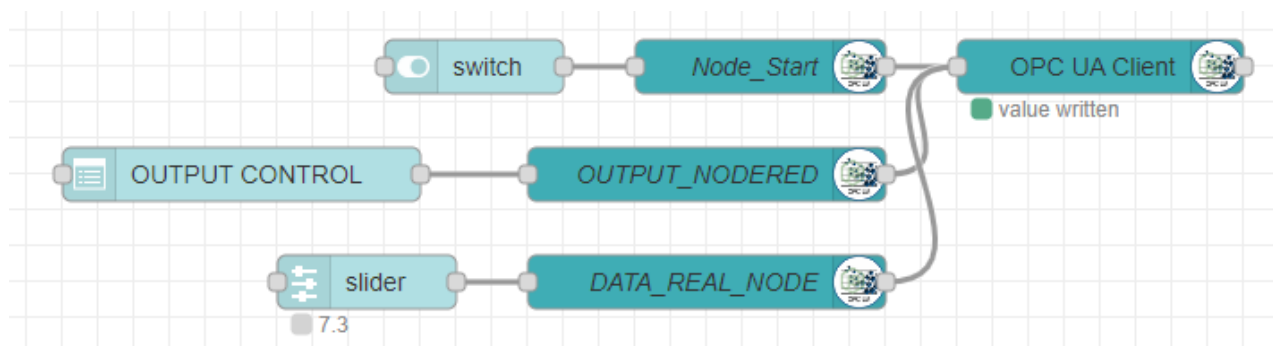 switch
Node_Start
OPC UA Client
value written
OUTPUT CONTROL
OUTPUT_NODERED
slider
DATA_REAL_NODE
7.3